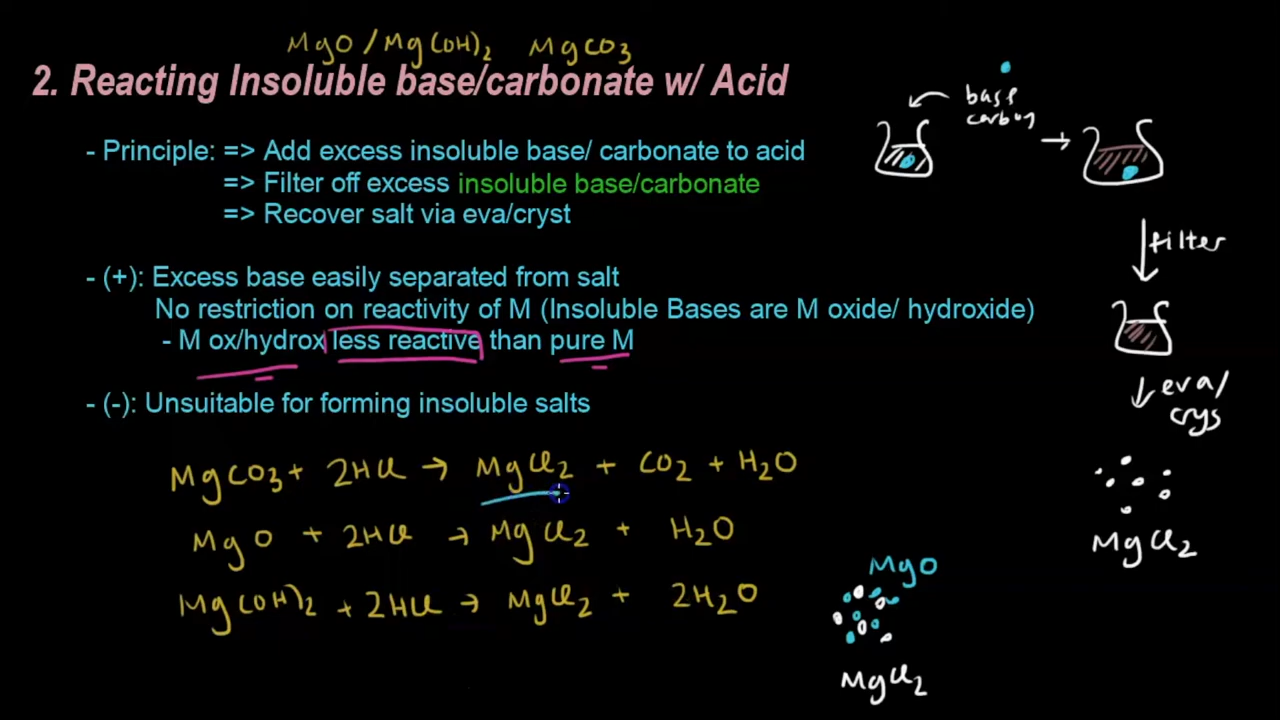 MgO / Mg(OH)2 MgCO3
2. Reacting Insoluble base/carbonate w/ Acid
- Principle: => Add excess insoluble base/ carbonate to acid
=> Filter off excess insoluble base/carbonate
=> Recover salt via eva/cryst
- (+): Excess base easily separated from salt
No restriction on reactivity of M (Insoluble Bases are M oxide/ hydroxide)
- M ox/hydrox less reactive than pure M
- (-): Unsuitable for forming insoluble salts
MgCO3 + 2HCl → MgCl2 + CO2 + H2O
MgO + 2HCl → MgCl2 + H2O
Mg(OH)2 + 2HCl → MgCl2 + 2H2O
base
carbon
→
filter
eva/
crys
MgCl2
MgO
MgCl2